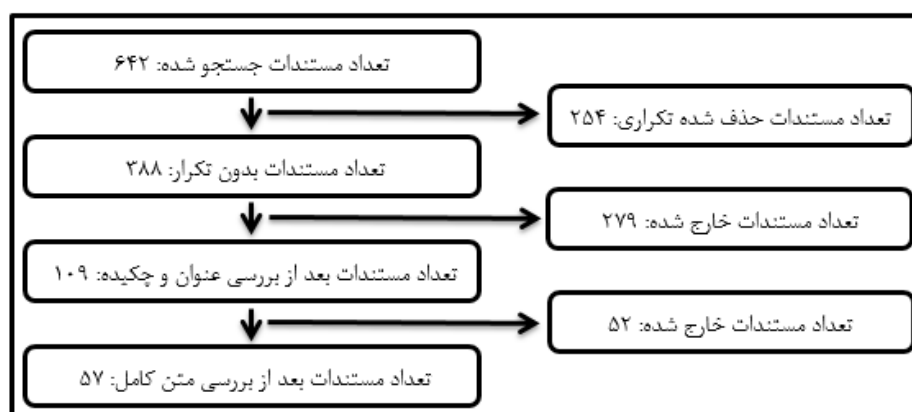 تعداد مستندات جستجو شده: ۶۴۲
تعداد مستندات حذف شده تکراری: ۲۵۴
تعداد مستندات بدون تکرار: ۳۸۸
تعداد مستندات خارج شده: ۲۷۹
تعداد مستندات بعد از بررسی عنوان و چکیده: ۱۰۹
تعداد مستندات خارج شده: ۵۲
تعداد مستندات بعد از بررسی متن کامل: ۵۷